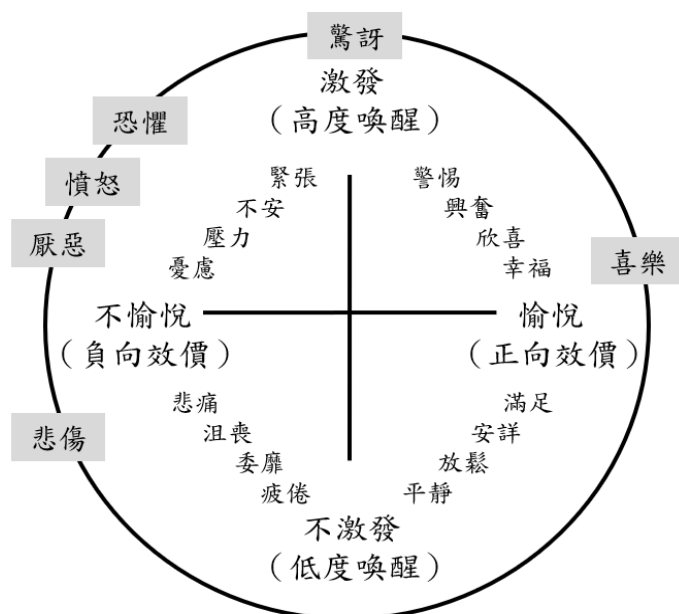 驚訝
激發
（高度喚醒）
恐懼
憤怒
厭惡
緊張
不安
壓力
憂慮
警惕
興奮
欣喜
幸福
喜樂
不愉悅
（負向效價）
愉悅
（正向效價）
悲傷
悲痛
沮喪
委靡
疲倦
滿足
安詳
放鬆
平靜
不激發
（低度喚醒）